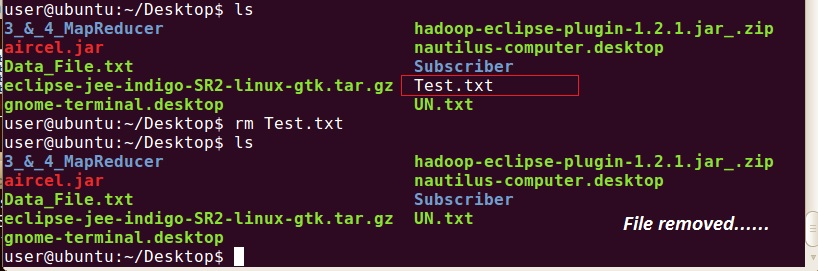 user@ubuntu:~/Desktop$ ls
3_&_4_MapReducer hadoop-eclipse-plugin-1.2.1.jar_.zip
aircel.jar nautilus-computer.desktop
Data_File.txt Subscriber
eclipse-jee-indigo-SR2-linux-gtk.tar.gz Test.txt
gnome-terminal.desktop UN.txt
user@ubuntu:~/Desktop$ rm Test.txt
user@ubuntu:~/Desktop$ ls
3_&_4_MapReducer hadoop-eclipse-plugin-1.2.1.jar_.zip
aircel.jar nautilus-computer.desktop
Data_File.txt Subscriber
eclipse-jee-indigo-SR2-linux-gtk.tar.gz UN.txt
File removed......
gnome-terminal.desktop
user@ubuntu:~/Desktop$